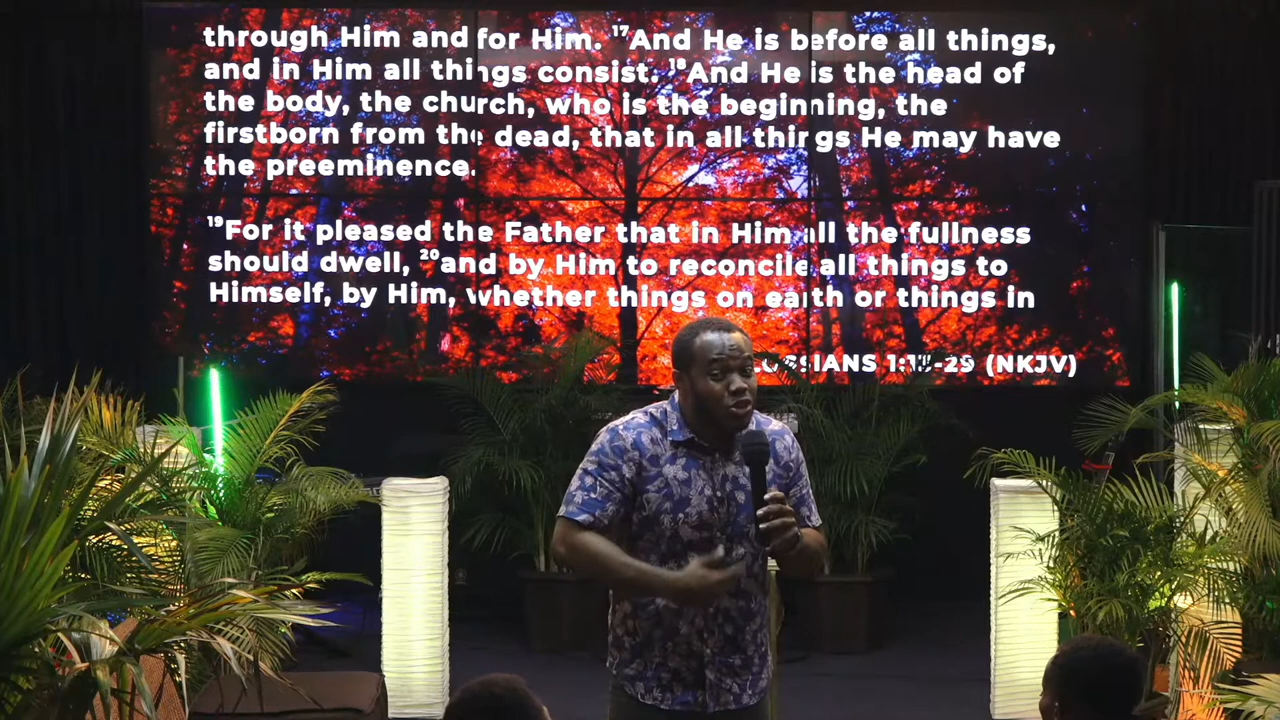 through Him and for Him. ¹⁷And He is before all things,
and in Him all things consist. ¹⁸And He is the head of
the body, the church, who is the beginning, the
firstborn from the dead, that in all things He may have
the preeminence.
¹⁹For it pleased the Father that in Him all the fullness
should dwell, ²⁰and by Him to reconcile all things to
Himself, by Him, whether things on earth or things in
(NKJV)